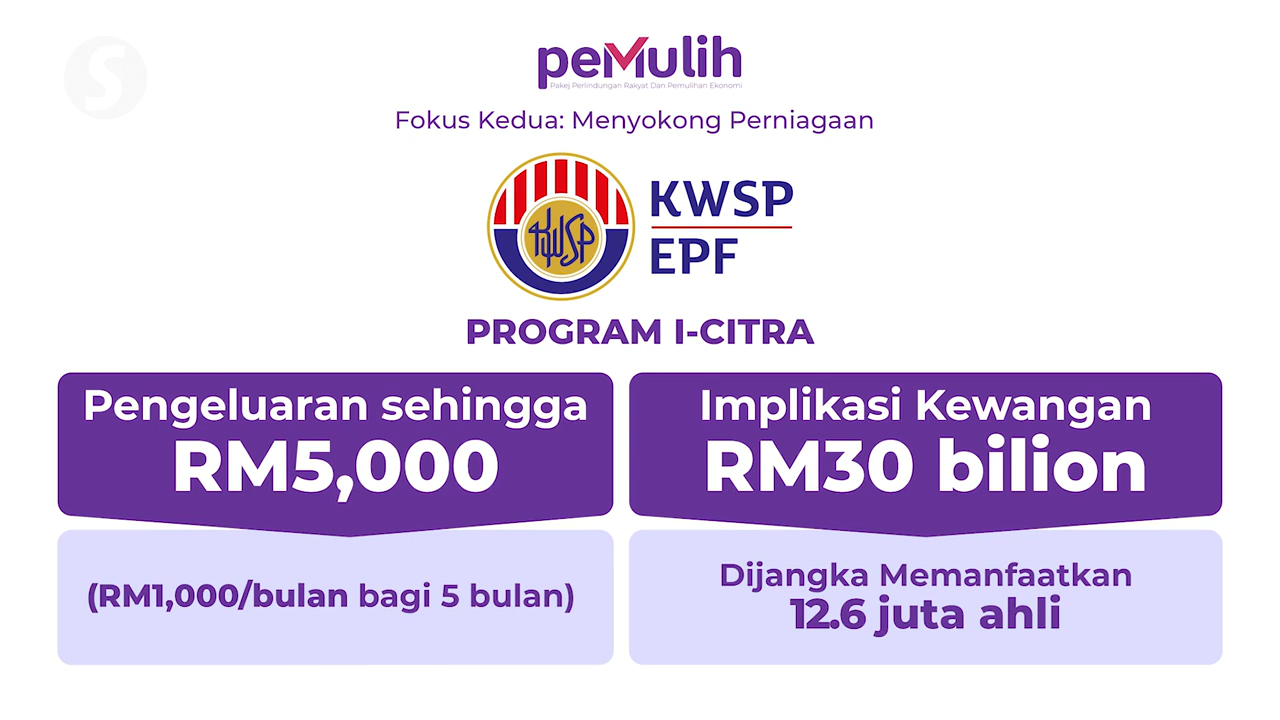 S
peMulih
Pakej Perlindungan Rakyat Dan Pemulihan Ekonomi
Fokus Kedua: Menyokong Perniagaan
KWSP
KWSP
EPF
PROGRAM I-CITRA
Pengeluaran sehingga
RM5,000
(RM1,000/bulan bagi 5 bulan)
Implikasi Kewangan
RM30 bilion
Dijangka Memanfaatkan
12.6 juta ahli